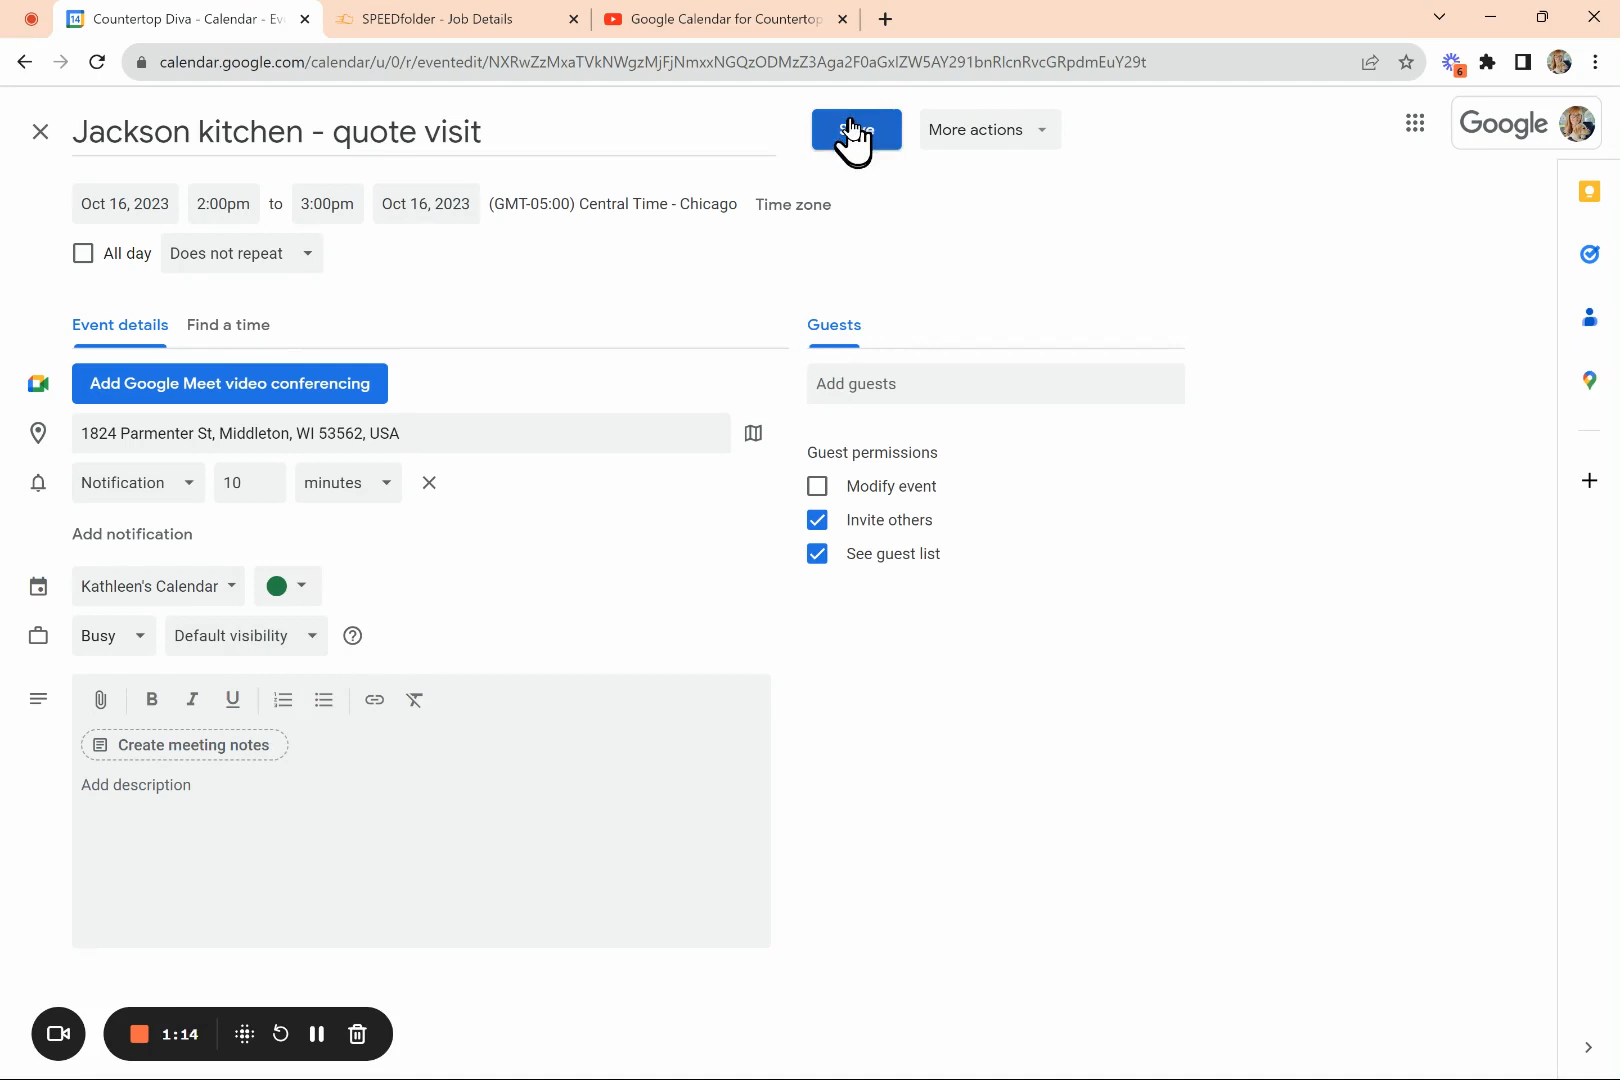 Countertop Diva - Calendar - Ev
SPEEDfolder - Job Details
Google Calendar for Countertop
calendar.google.com/calendar/u/0/r/eventedit/NXRwZzMxaTVkNWgzMjFjNmxxNGQzODMzZ3Aga2F0aGxlZW5AY291bnRlcnRvcGRpdmEuY29t
6
Jackson kitchen - quote visit
More actions
Google
Oct 16, 2023 2:00pm to 3:00pm Oct 16, 2023 (GMT-05:00) Central Time - Chicago Time zone
All day Does not repeat
Event details Find a time
Guests
Add Google Meet video conferencing
Add guests
1824 Parmenter St, Middleton, WI 53562, USA
Guest permissions
Notification 10 minutes
Modify event
Invite others
Add notification
See guest list
Kathleen's Calendar
Busy Default visibility
B I U
Create meeting notes
Add description
1:14